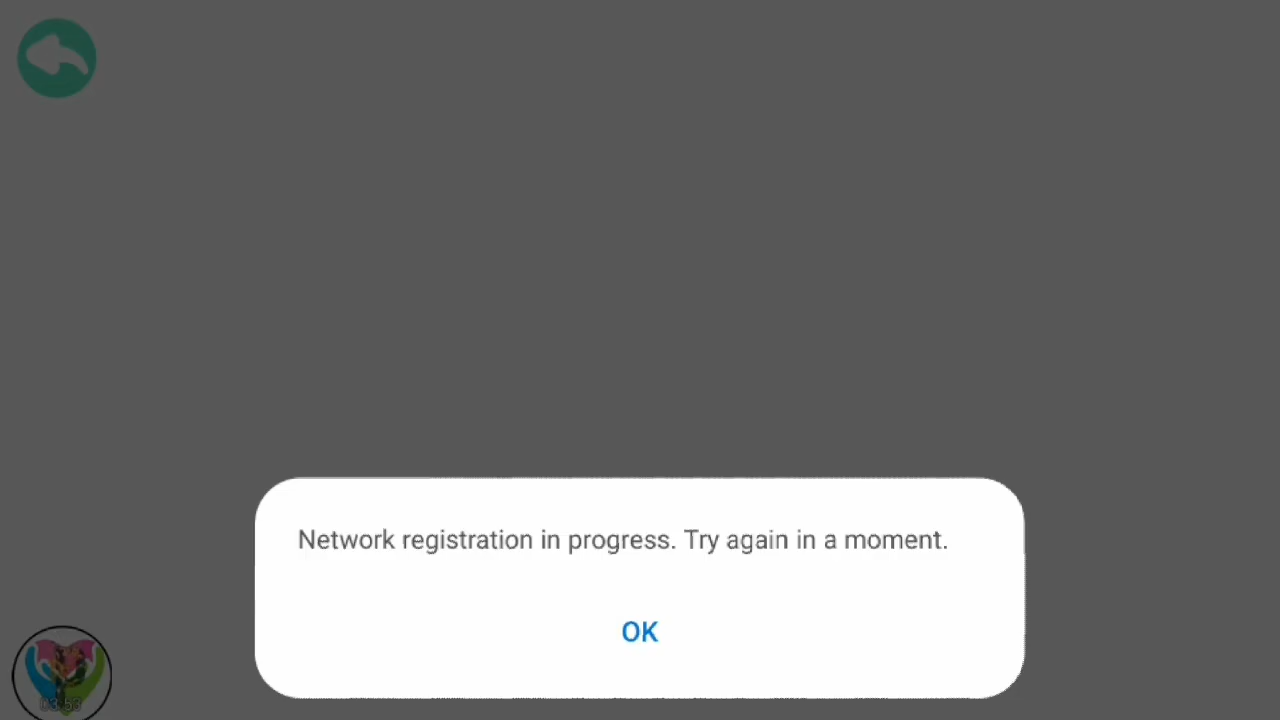 Network registration in progress. Try again in a moment.
OK